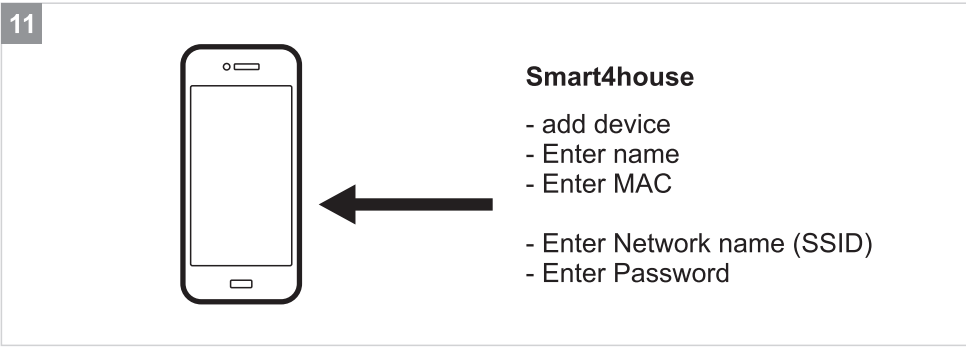 11
Smart4house
- add device
- Enter name
- Enter MAC
- Enter Network name (SSID)
- Enter Password